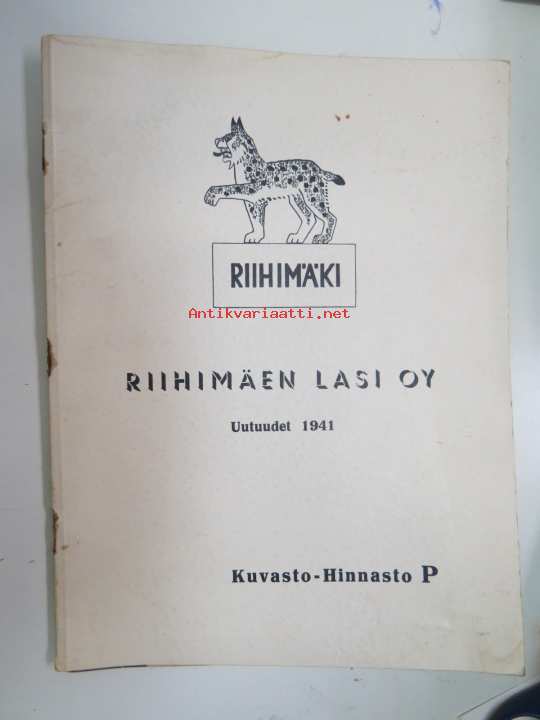 RIIHIMÄKI
Antikvariaatti.net
RIIHIMÄEN LASI OY
Uutuudet 1941
Kuvasto-Hinnasto P